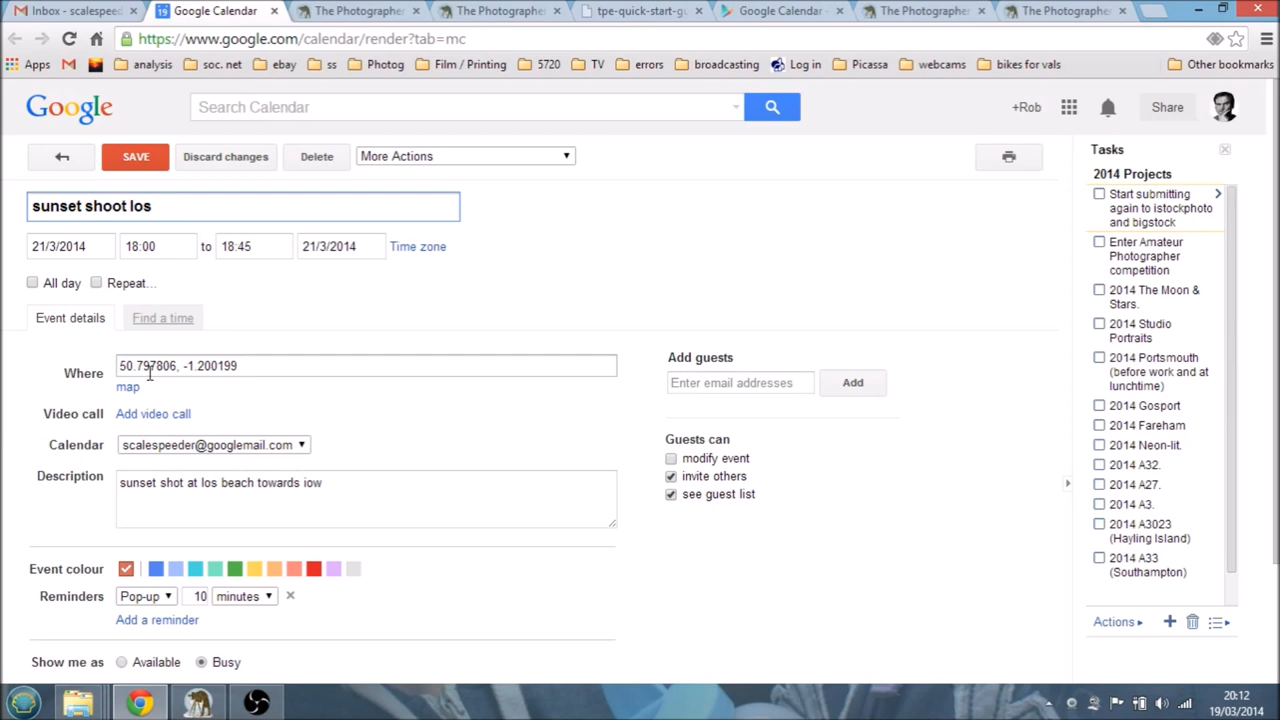 Inbox - scalespeed
Google Calendar
The Photographer
The Photographer
tpe-quick-start-gu
Google Calendar -
The Photographer
The Photographer
https://www.google.com/calendar/render?tab=mc
Apps analysis soc. net ebay ss Photog Film / Printing 5720 TV errors broadcasting Log in Picassa webcams bikes for vals Other bookmarks
Google Search Calendar +Rob Share
SAVE Discard changes Delete More Actions
sunset shoot los
21/3/2014 18:00 to 18:45 21/3/2014 Time zone
All day Repeat...
Event details Find a time
Where 50.797806, -1.200199
map
Video call Add video call
Calendar scalespeeder@googlemail.com
Description sunset shot at los beach towards iow
Event colour
Reminders Pop-up 10 minutes
Add a reminder
Show me as Available Busy
Add guests
Enter email addresses Add
Guests can
modify event
invite others
see guest list
Tasks
2014 Projects
Start submitting
again to istockphoto
and bigstock
Enter Amateur
Photographer
competition
2014 The Moon &
Stars.
2014 Studio
Portraits
2014 Portsmouth
(before work and at
lunchtime)
2014 Gosport
2014 Fareham
2014 Neon-lit.
2014 A32.
2014 A27.
2014 A3.
2014 A3023
(Hayling Island)
2014 A33
(Southampton)
Actions
20:12
19/03/2014